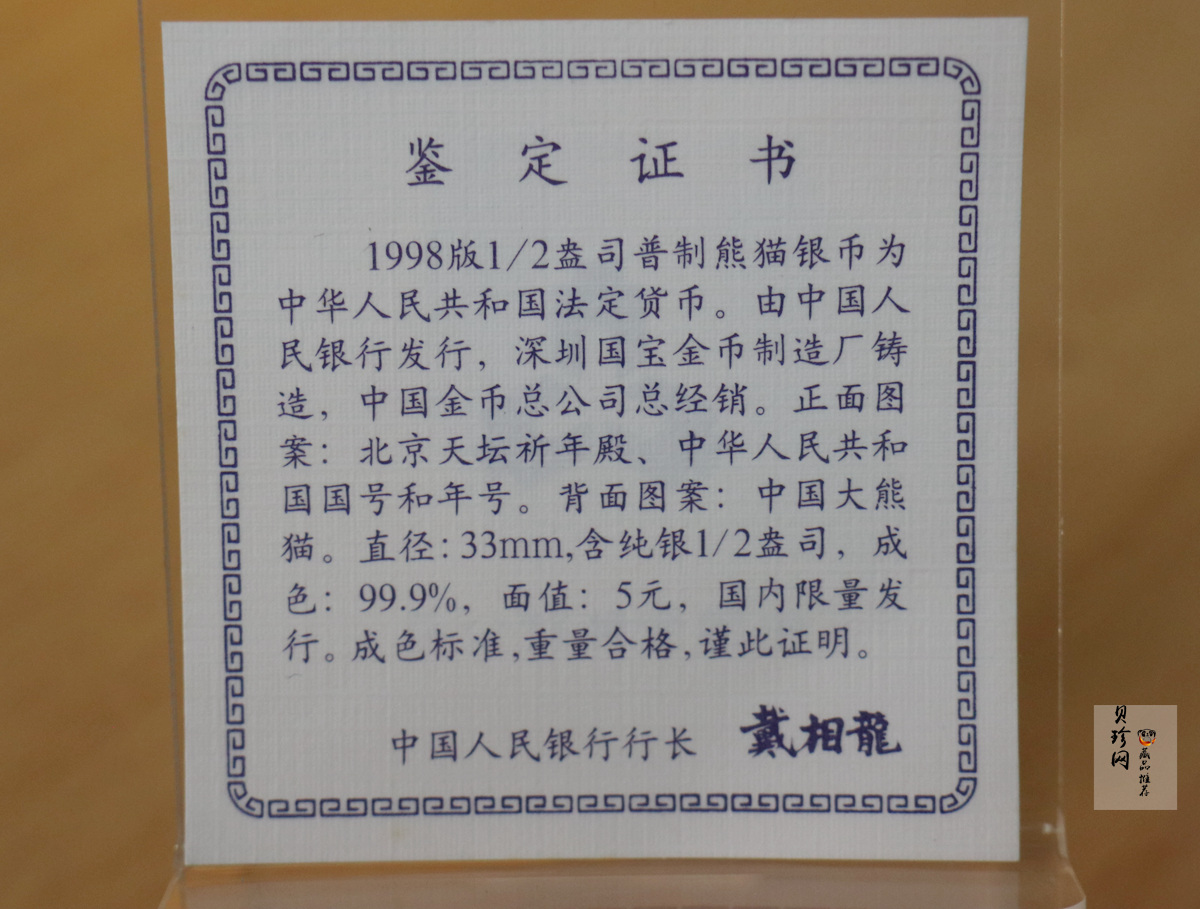 鉴定证书
1998版1/2盎司普制熊猫银币为
中华人民共和国法定货币。由中国人
民银行发行，深圳国宝金币制造厂铸
造，中国金币总公司总经销。正面图
案：北京天坛祈年殿、中华人民共和
国国号和年号。背面图案：中国大熊
猫。直径：33mm,含纯银1/2盎司，成
色：99.9%，面值：5元，国内限量发
行。成色标准,重量合格,谨此证明。
中国人民银行行长 戴相龍
贝珍网
藏品推荐